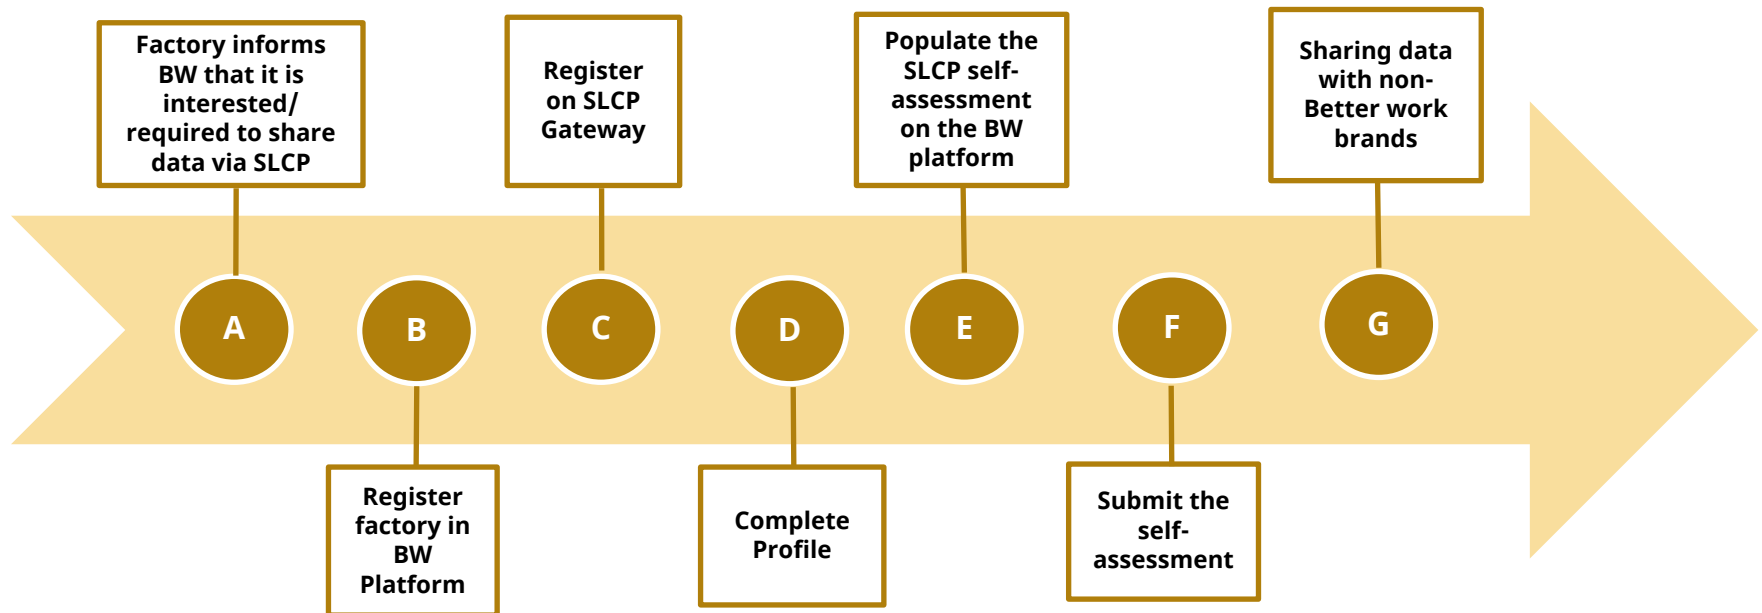 Factory informs
BW that it is
interested/
required to share
data via SLCP
Register
on SLCP
Gateway
Populate the
SLCP self-
assessment
on the BW
platform
Sharing data
with non-
Better work
brands
A
B
C
D
E
F
G
Register
factory in
BW
Platform
Complete
Profile
Submit the
self-
assessment